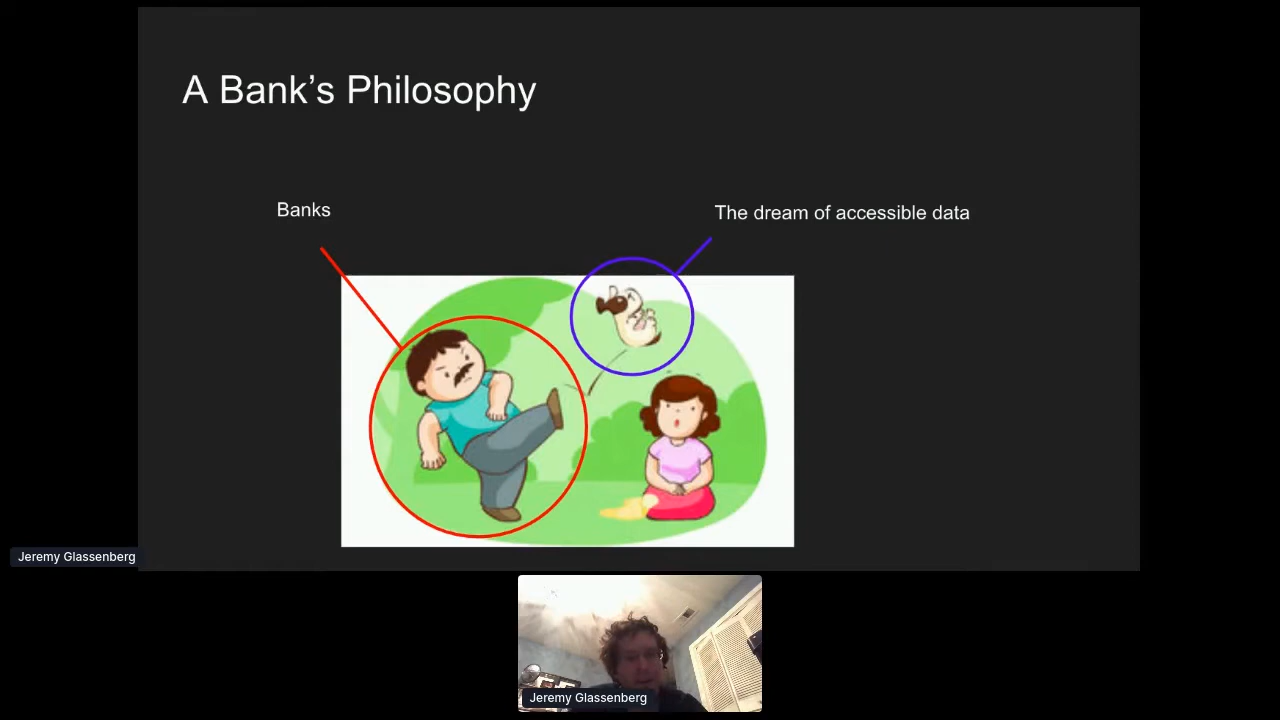 A Bank’s Philosophy
Banks
The dream of accessible data
Jeremy Glassenberg
Jeremy Glassenberg